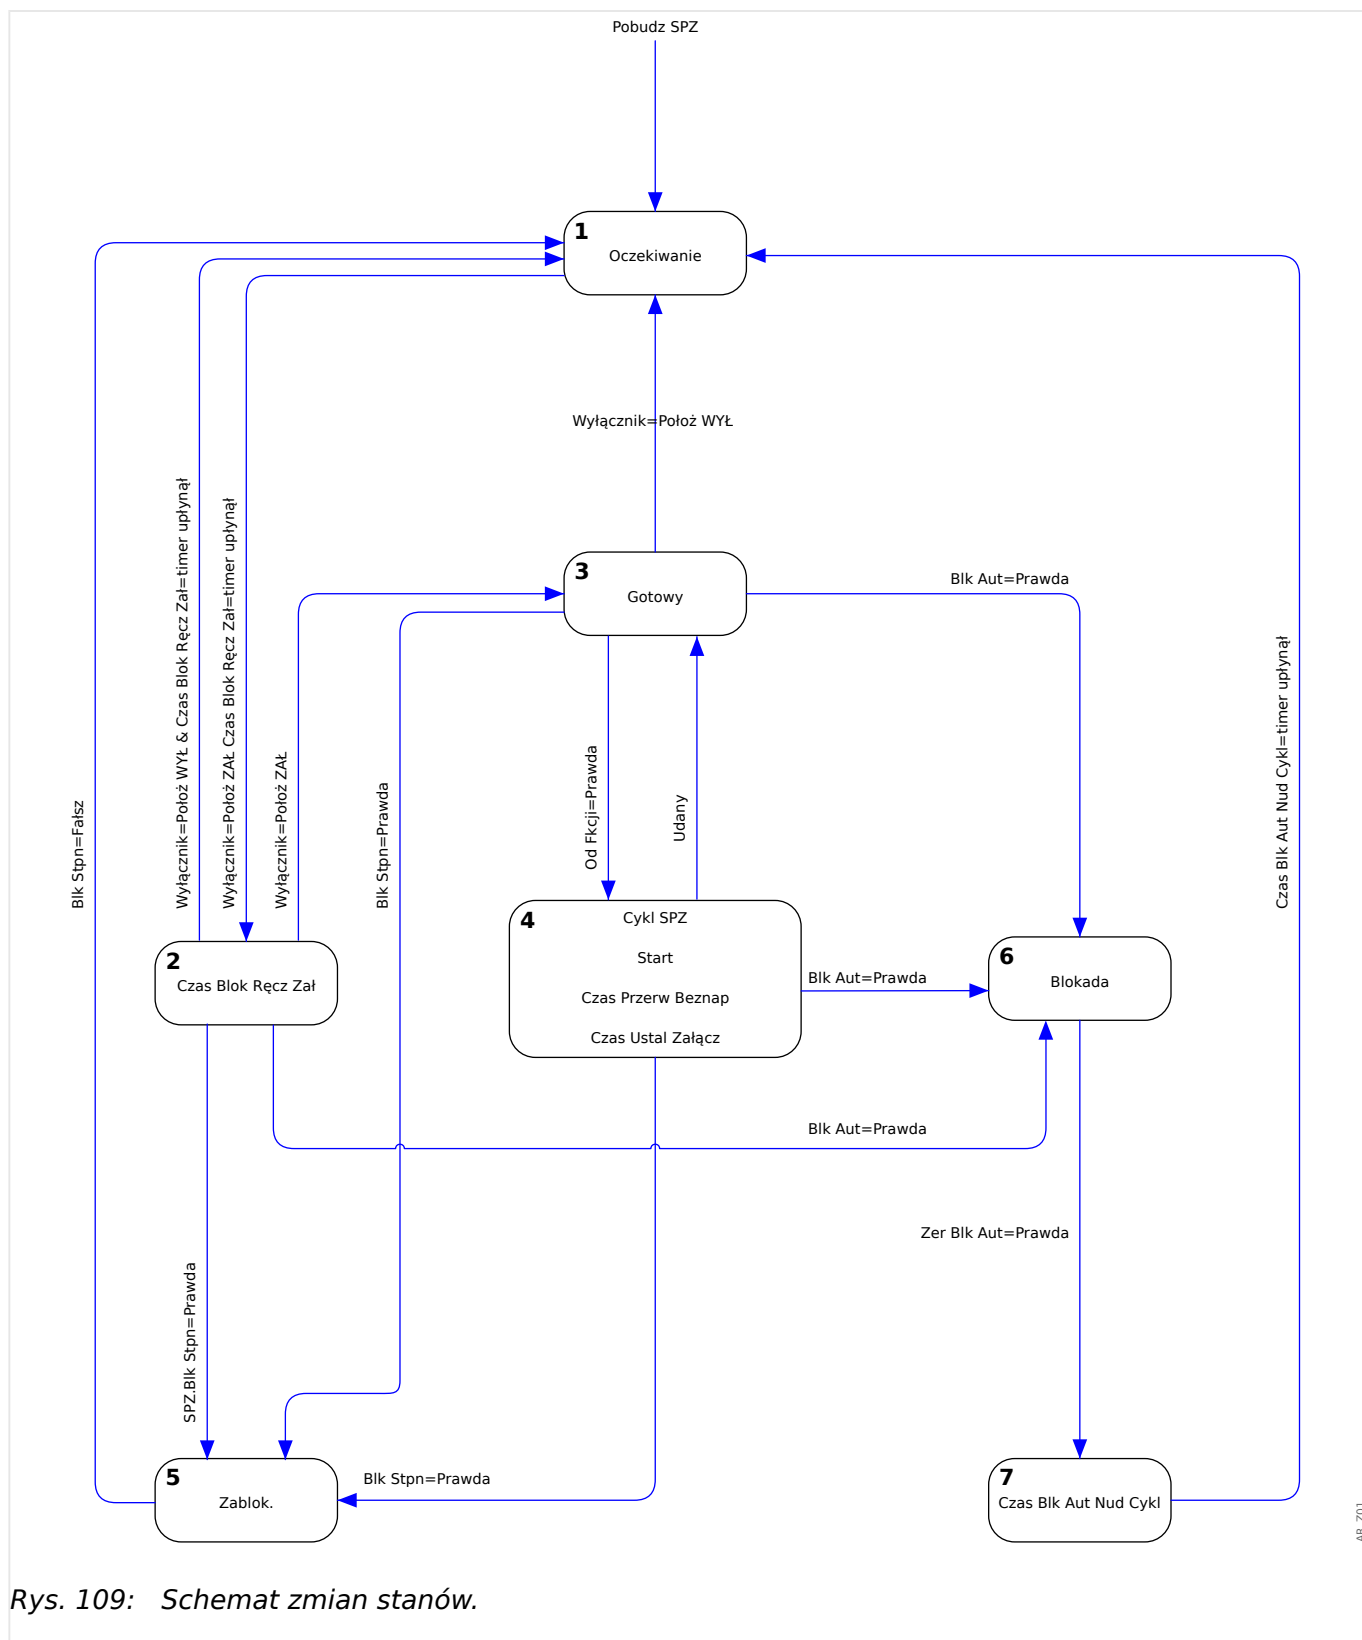 Pobudz SPZ
1
Oczekiwanie
Wyłącznik=Położ WYŁ
3
Gotowy
Blk Aut=Prawda
Wyłącznik=Położ WYŁ & Czas Blok Ręcz Zał=timer upłynął
Wyłącznik=Położ ZAŁ Czas Blok Ręcz Zał=timer upłynął
Wyłącznik=Położ ZAŁ
Blk Stpn=Fałsz
Blk Stpn=Prawda
Od Fkcji=Prawda
Udany
Czas Blk Aut Nud Cykl=timer upłynął
2
Czas Blok Ręcz Zał
4
Cykl SPZ
Start
Czas Przerw Beznap
Czas Ustal Załącz
Blk Aut=Prawda
6
Blokada
Blk Aut=Prawda
Zer Blk Aut=Prawda
SPZ.Blk Stpn=Prawda
5
Zablok.
Blk Stpn=Prawda
7
Czas Blk Aut Nud Cykl
AR_Z01
Rys. 109: Schemat zmian stanów.